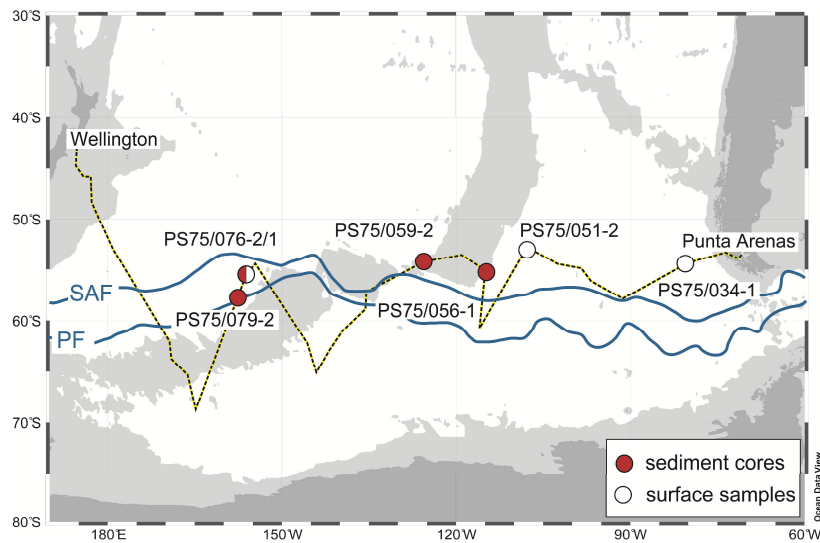 30°S
40°S
50°S
60°S
70°S
80°S
Wellington
PS75/076-2/1
PS75/059-2
PS75/051-2
Punta Arenas
SAF
PS75/034-1
PS75/056-1
PS75/079-2
PF
sediment cores
surface samples
180°E
150°W
120°W
90°W
60°W
Ocean Data View